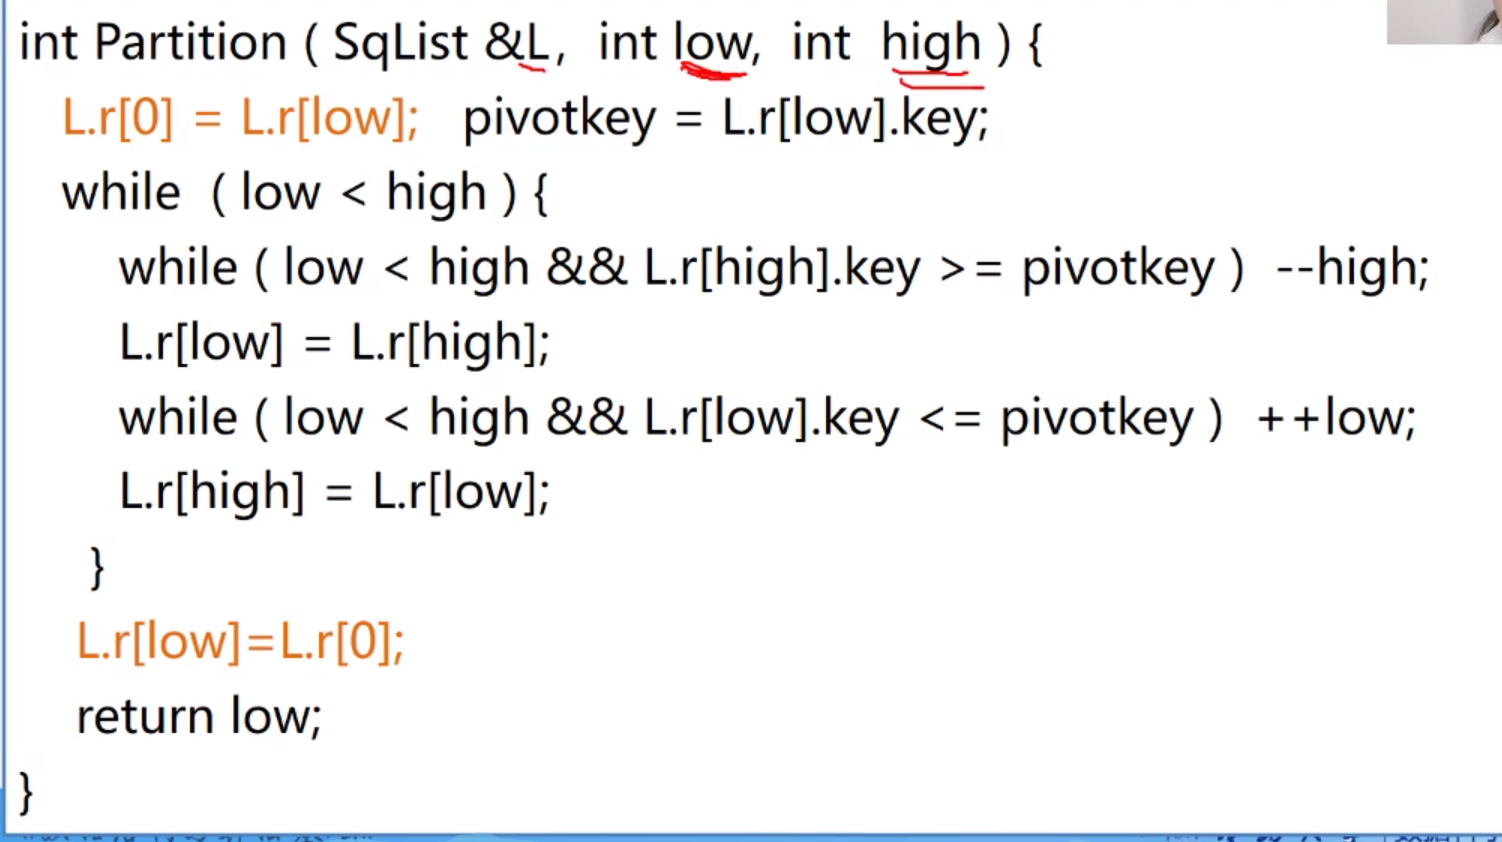 int Partition ( SqList &L, int low, int high ) {
L.r[0] = L.r[low]; pivotkey = L.r[low].key;
while ( low < high ) {
while ( low < high && L.r[high].key >= pivotkey ) --high;
L.r[low] = L.r[high];
while ( low < high && L.r[low].key <= pivotkey ) ++low;
L.r[high] = L.r[low];
}
L.r[low]=L.r[0];
return low;
}